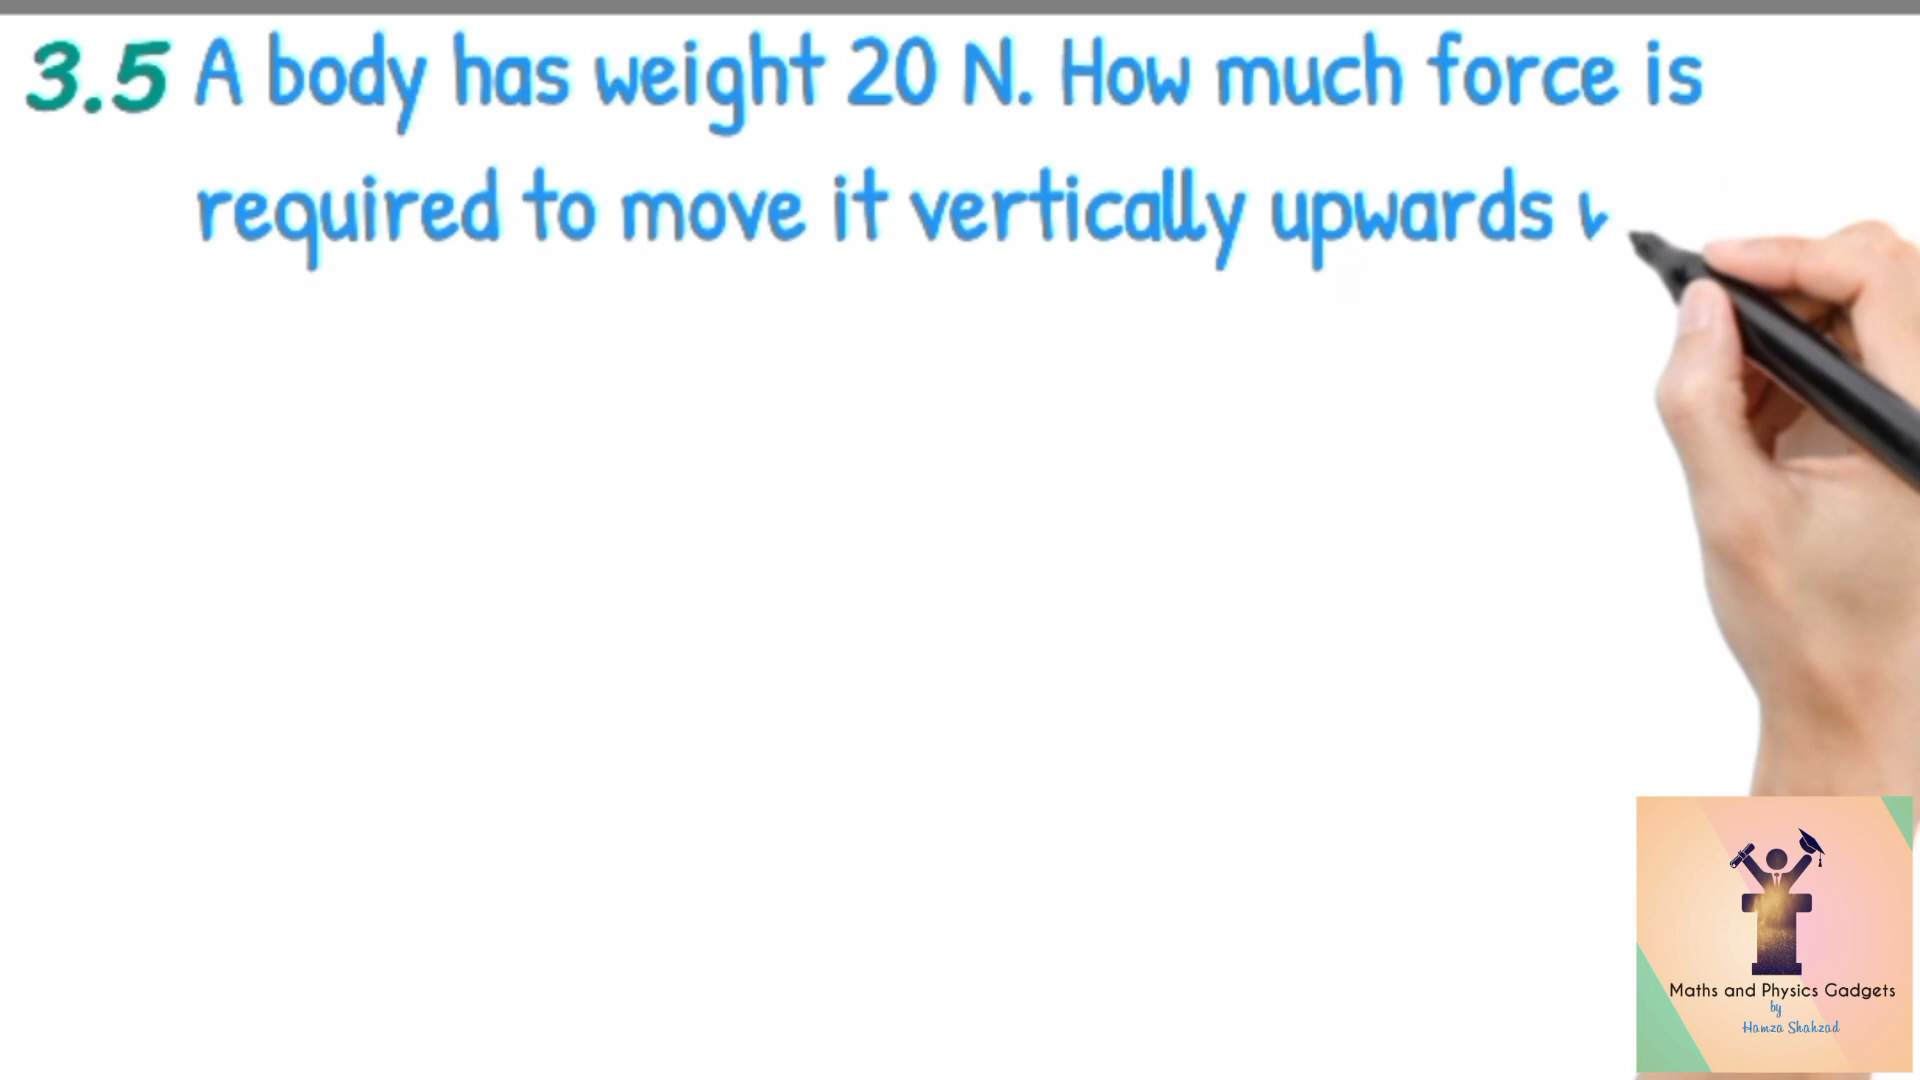 3.5 A body has weight 20 N. How much force is
required to move it vertically upwards
Maths and Physics Gadgets
by
Hamza Shahzad